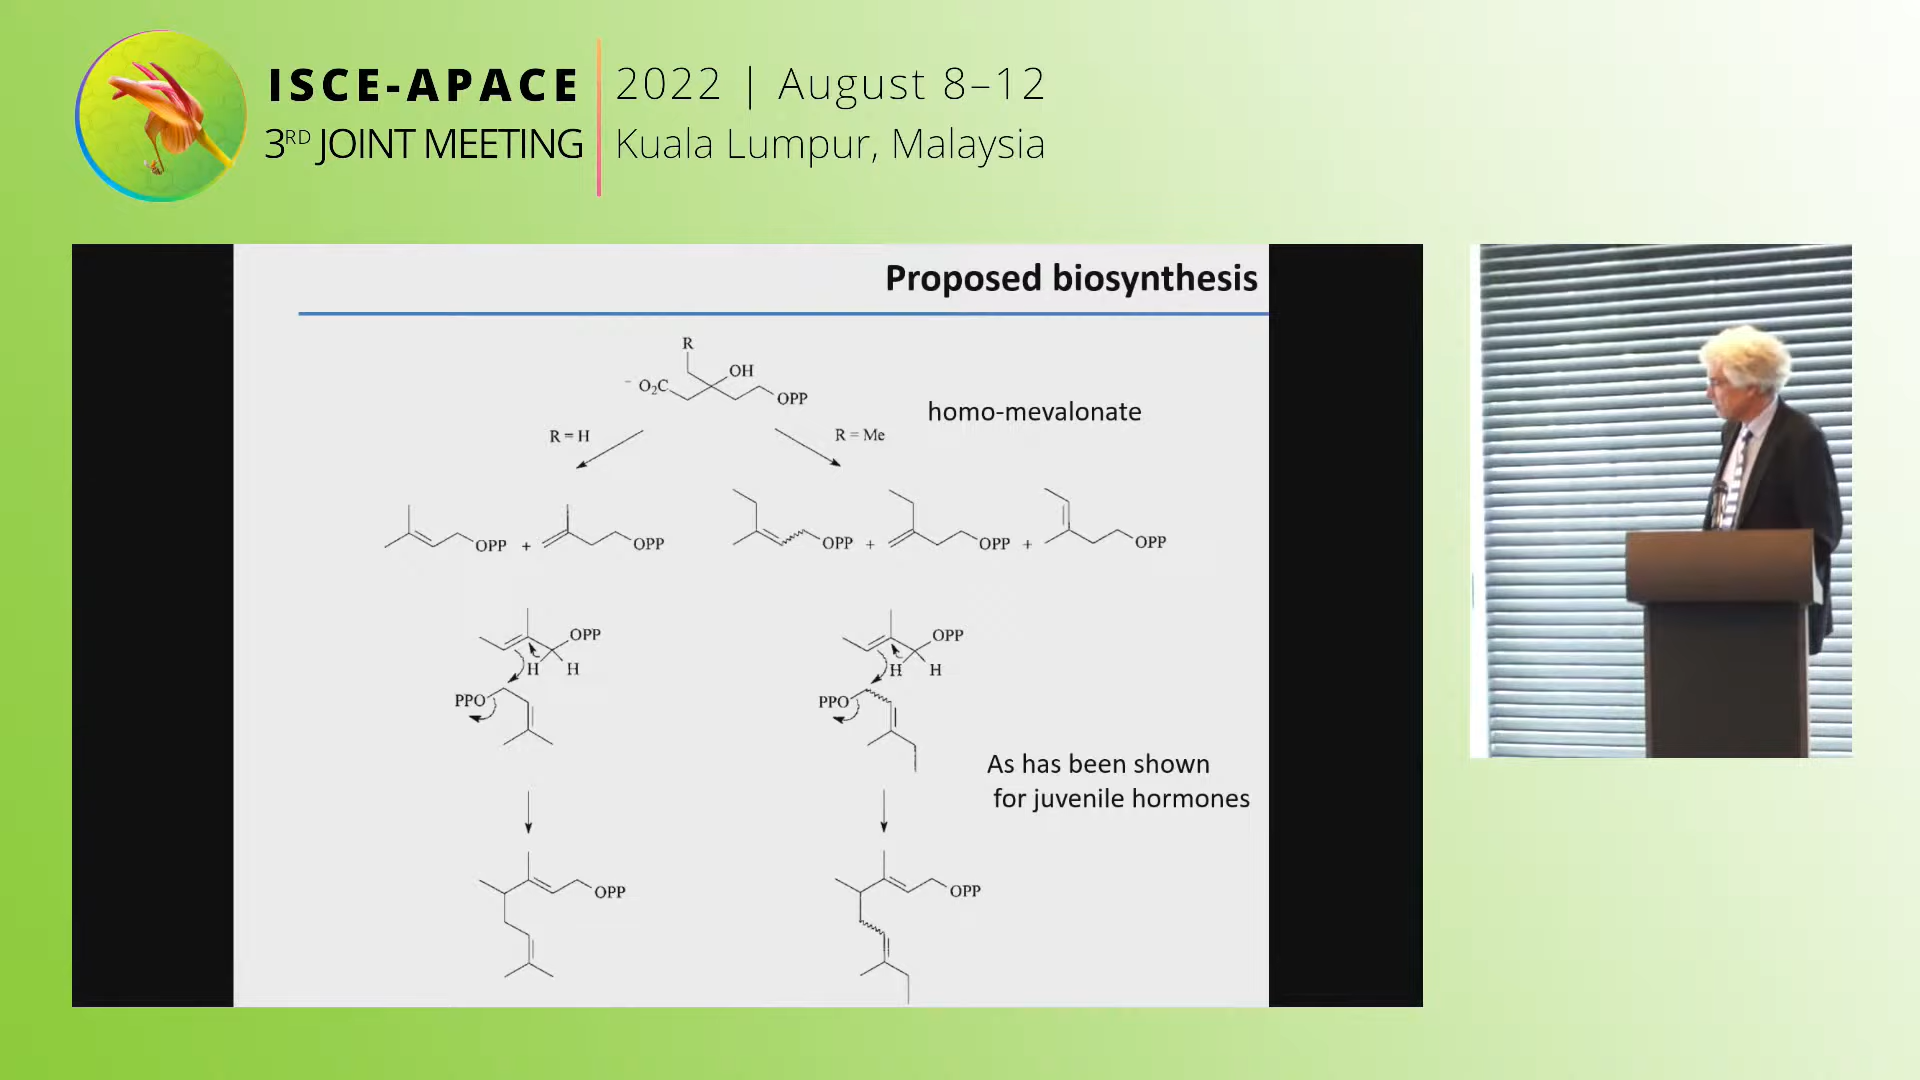 ISCE-APACE
3RD JOINT MEETING
2022 | August 8–12
Kuala Lumpur, Malaysia
Proposed biosynthesis
R
OH
⁻ O₂C
OPP
homo-mevalonate
R = H
R = Me
OPP + OPP
OPP + OPP + OPP
OPP
H H
PPO
OPP
H H
PPO
As has been shown
for juvenile hormones
OPP
OPP